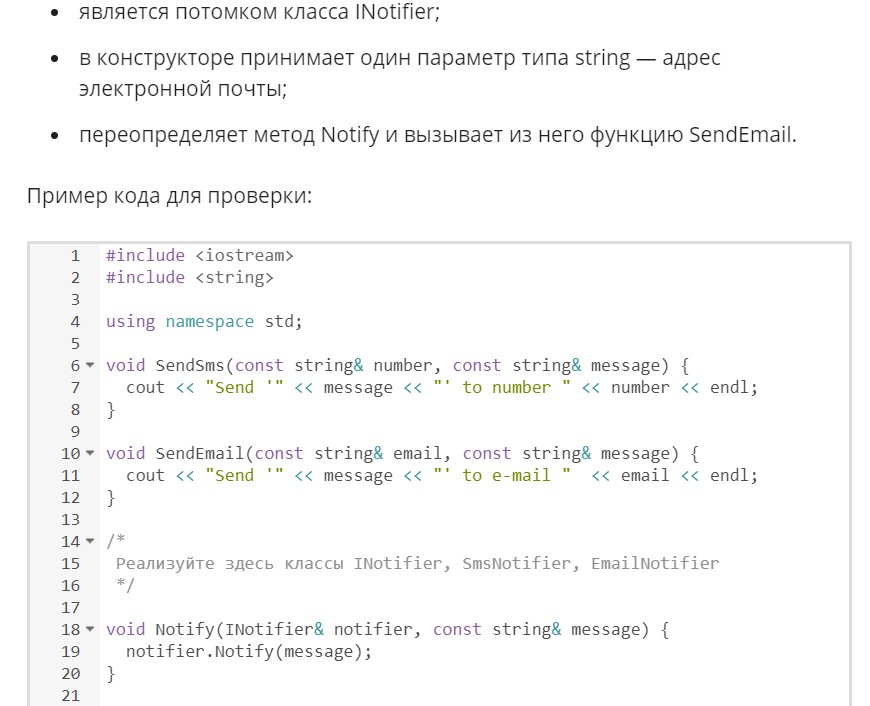 • является потомком класса INotifier;
• в конструкторе принимает один параметр типа string — адрес
электронной почты;
• переопределяет метод Notify и вызывает из него функцию SendEmail.
Пример кода для проверки:
1 #include <iostream>
2 #include <string>
3
4 using namespace std;
5
6 void SendSms(const string& number, const string& message) {
7   cout << "Send '" << message << "' to number " << number << endl;
8 }
9
10 void SendEmail(const string& email, const string& message) {
11   cout << "Send '" << message << "' to e-mail "  << email << endl;
12 }
13
14 /*
15  Реализуйте здесь классы INotifier, SmsNotifier, EmailNotifier
16  */
17
18 void Notify(INotifier& notifier, const string& message) {
19   notifier.Notify(message);
20 }
21